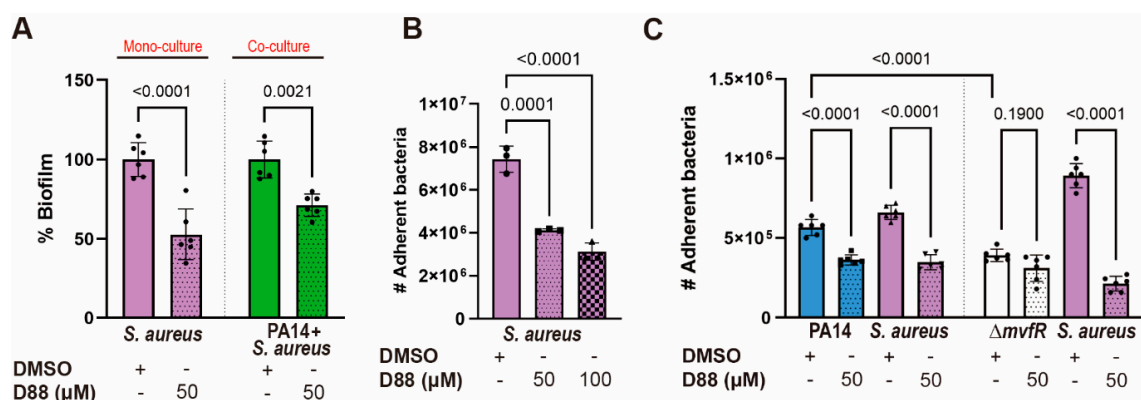 A
Mono-culture
Co-culture
<0.0001
0.0021
150
100
50
0
% Biofilm
S. aureus
PA14+
S. aureus
DMSO + - + -
D88 (µM) - 50 - 50
B
<0.0001
0.0001
1×10⁷
8×10⁶
6×10⁶
4×10⁶
2×10⁶
0
# Adherent bacteria
S. aureus
DMSO + - -
D88 (µM) - 50 100
C
<0.0001
<0.0001
<0.0001
0.1900
<0.0001
1.5×10⁶
1×10⁶
5×10⁵
0
# Adherent bacteria
PA14 S. aureus ΔmvfR S. aureus
DMSO + - + - + - + -
D88 (µM) - 50 - 50 - 50 - 50